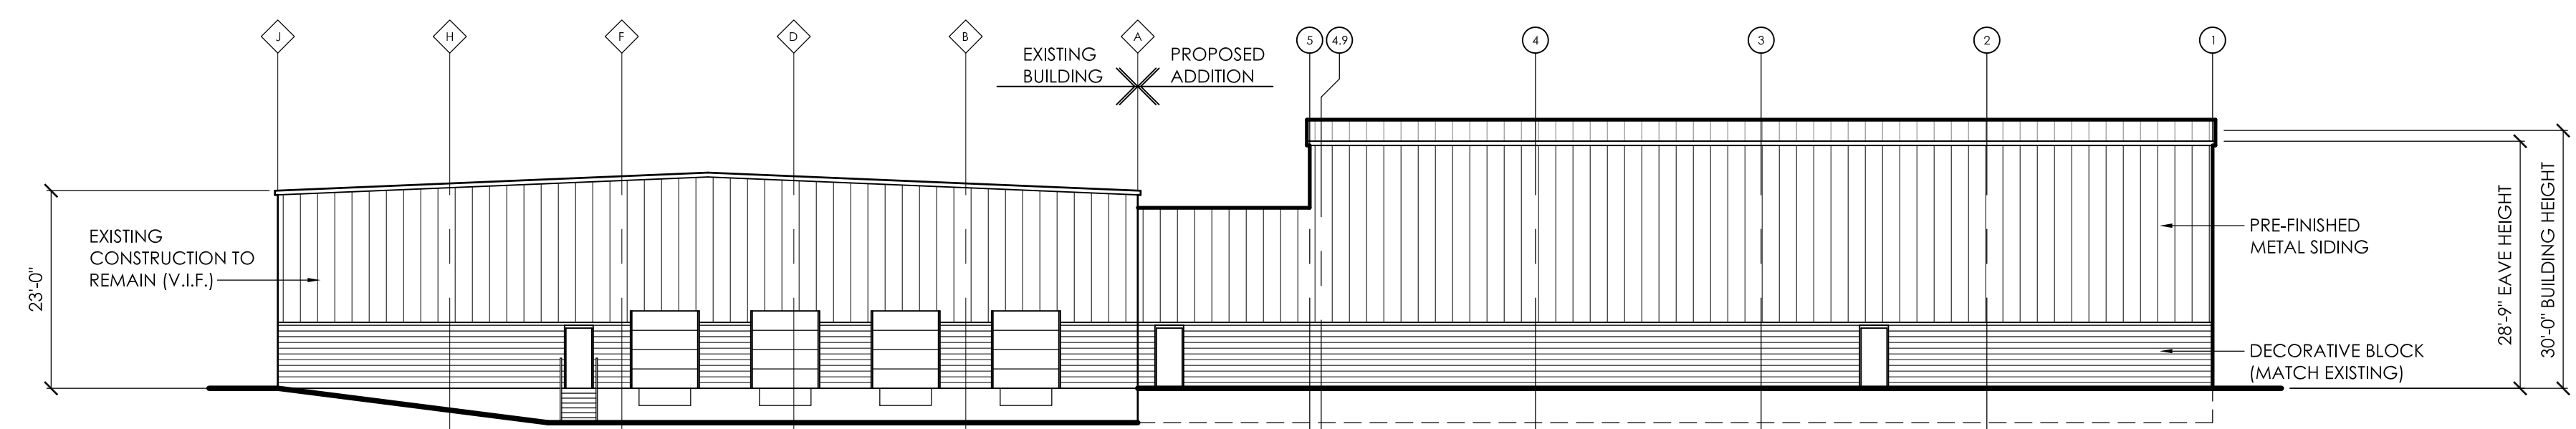 J
H
F
D
B
A
5
4.9
4
3
2
1
EXISTING
BUILDING
PROPOSED
ADDITION
23'-0"
EXISTING
CONSTRUCTION TO
REMAIN (V.I.F.)
PRE-FINISHED
METAL SIDING
DECORATIVE BLOCK
(MATCH EXISTING)
28'-9" EAVE HEIGHT
30'-0" BUILDING HEIGHT